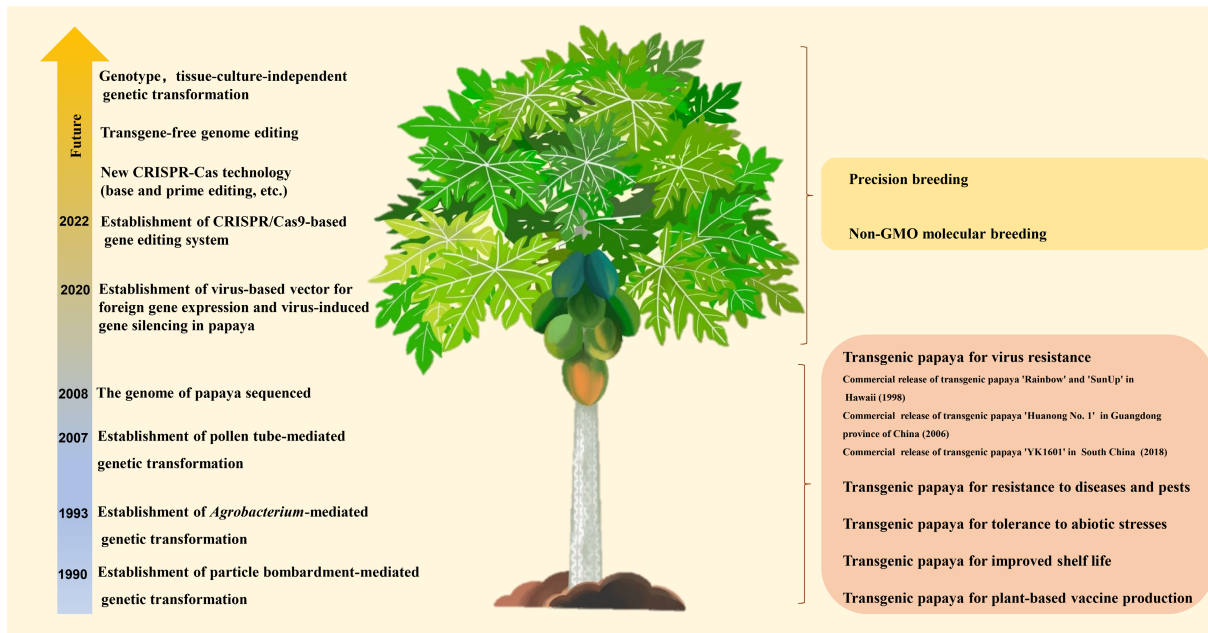 Genotype, tissue-culture-independent
genetic transformation
Future
Transgene-free genome editing
New CRISPR-Cas technology
(base and prime editing, etc.)
2022 Establishment of CRISPR/Cas9-based
gene editing system
2020 Establishment of virus-based vector for
foreign gene expression and virus-induced
gene silencing in papaya
2008 The genome of papaya sequenced
2007 Establishment of pollen tube-mediated
genetic transformation
1993 Establishment of Agrobacterium-mediated
genetic transformation
1990 Establishment of particle bombardment-mediated
genetic transformation
Precision breeding
Non-GMO molecular breeding
Transgenic papaya for virus resistance
Commercial release of transgenic papaya 'Rainbow' and 'SunUp' in
Hawaii (1998)
Commercial release of transgenic papaya 'Huanong No. 1' in Guangdong
province of China (2006)
Commercial release of transgenic papaya 'YK1601' in South China (2018)
Transgenic papaya for resistance to diseases and pests
Transgenic papaya for tolerance to abiotic stresses
Transgenic papaya for improved shelf life
Transgenic papaya for plant-based vaccine production